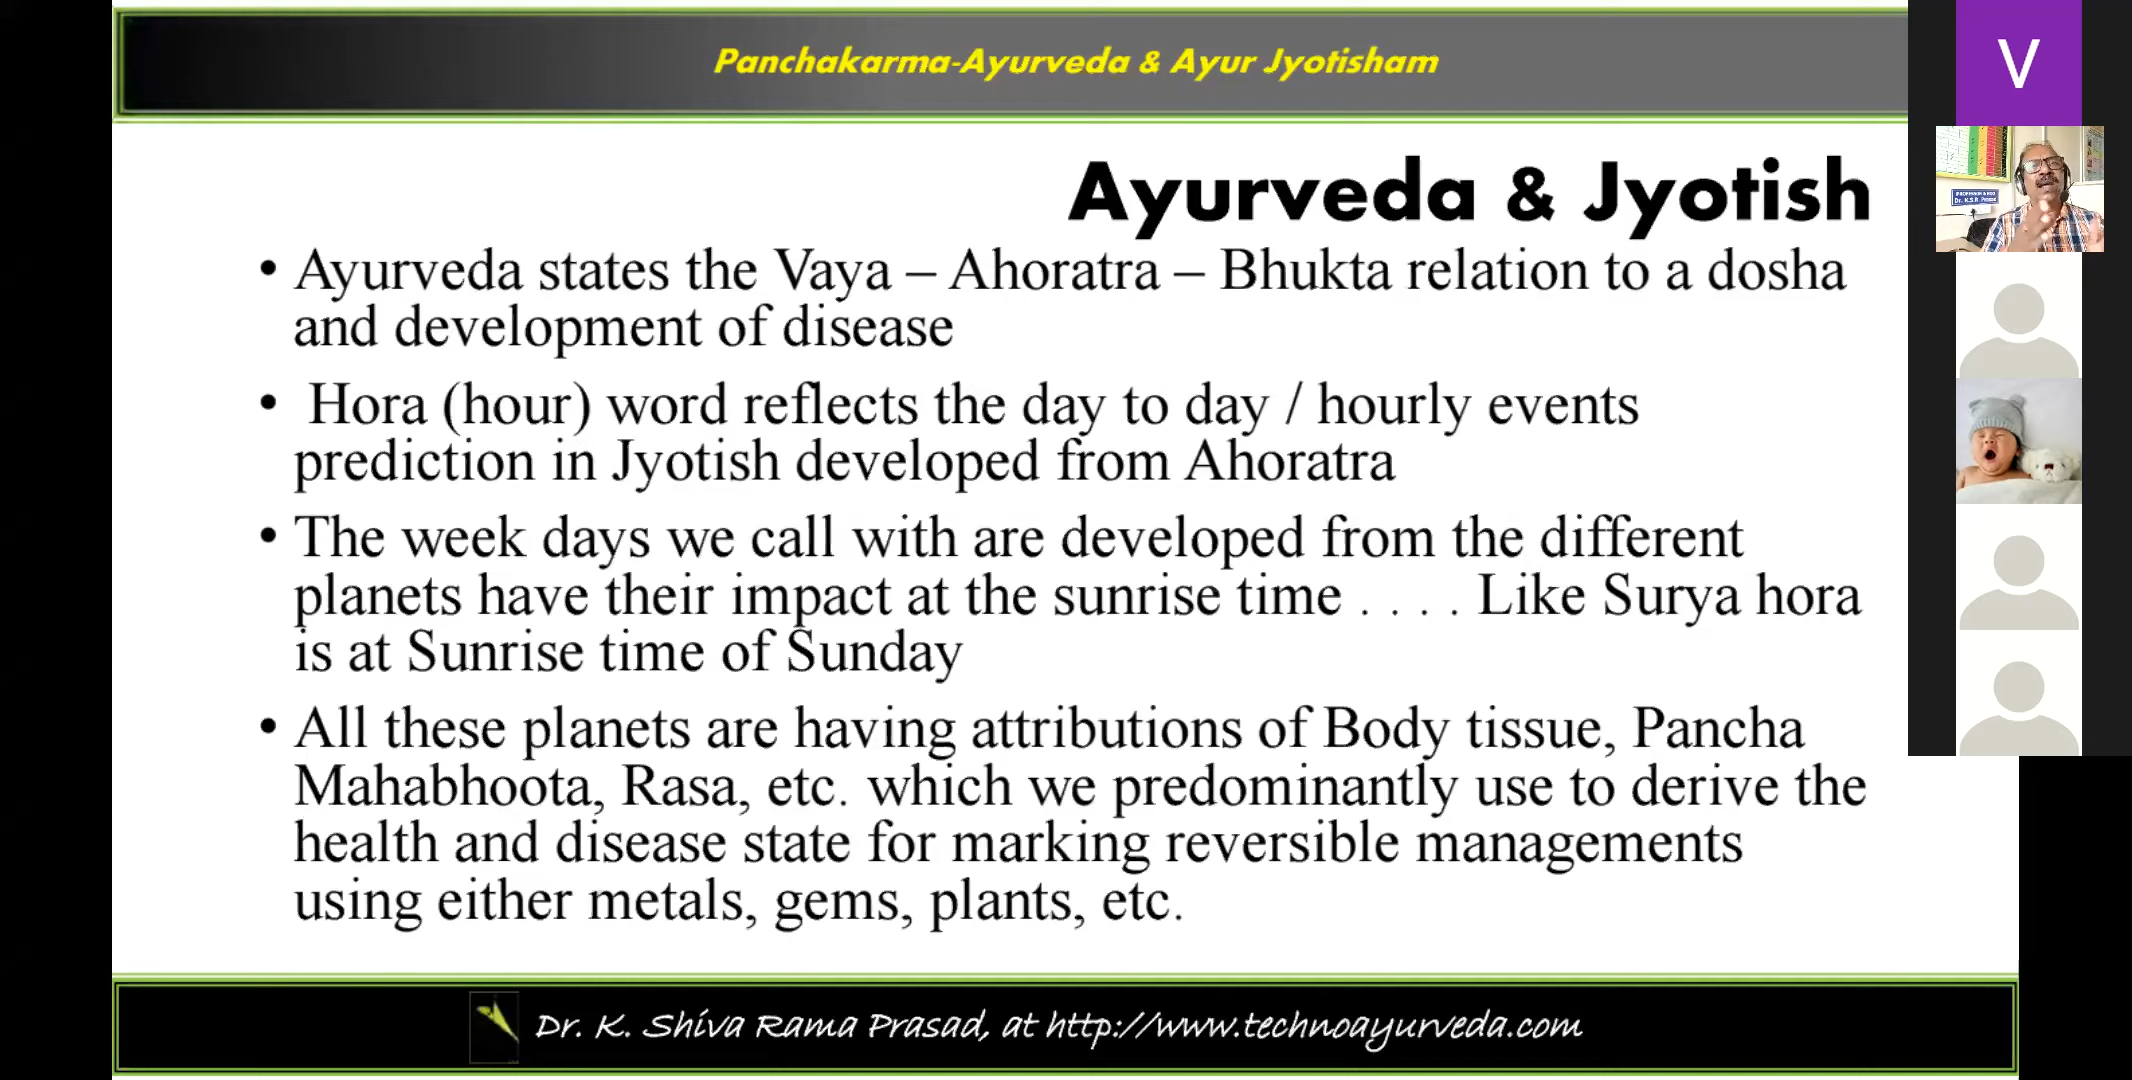 Panchakarma-Ayurveda & Ayur Jyotisham
V
Ayurveda & Jyotish
PROFESSOR & HOD
Dr. K.S.R. Prasad
• Ayurveda states the Vaya – Ahoratra – Bhukta relation to a dosha
and development of disease
• Hora (hour) word reflects the day to day / hourly events
prediction in Jyotish developed from Ahoratra
• The week days we call with are developed from the different
planets have their impact at the sunrise time . . . . Like Surya hora
is at Sunrise time of Sunday
• All these planets are having attributions of Body tissue, Pancha
Mahabhoota, Rasa, etc. which we predominantly use to derive the
health and disease state for marking reversible managements
using either metals, gems, plants, etc.
Dr. K. Shiva Rama Prasad, at http://www.technoayurveda.com